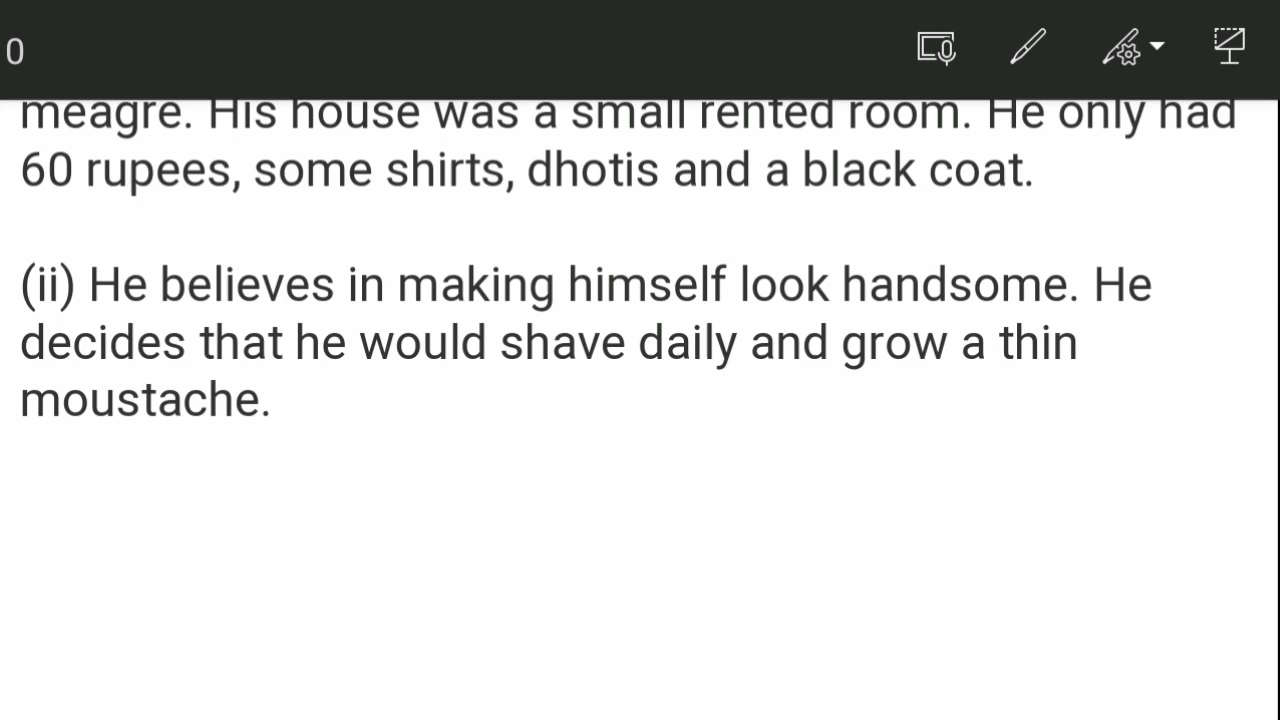 0
meagre. His house was a small rented room. He only had
60 rupees, some shirts, dhotis and a black coat.
(ii) He believes in making himself look handsome. He
decides that he would shave daily and grow a thin
moustache.